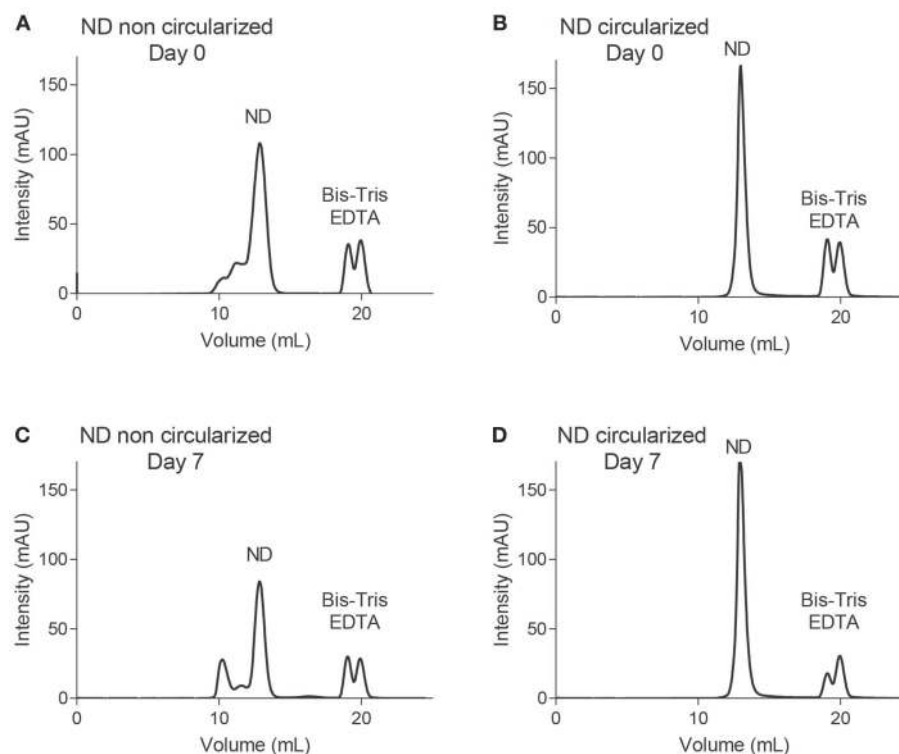 A
ND non circularized
Day 0
ND
Bis-Tris
EDTA
Intensity (mAU)
150
100
50
0
0
10
20
Volume (mL)
B
ND circularized
Day 0
ND
Bis-Tris
EDTA
Intensity (mAU)
150
100
50
0
10
20
Volume (mL)
C
ND non circularized
Day 7
ND
Bis-Tris
EDTA
Intensity (mAU)
150
100
50
0
0
10
20
Volume (mL)
D
ND circularized
Day 7
ND
Bis-Tris
EDTA
Intensity (mAU)
150
100
50
0
0
10
20
Volume (mL)